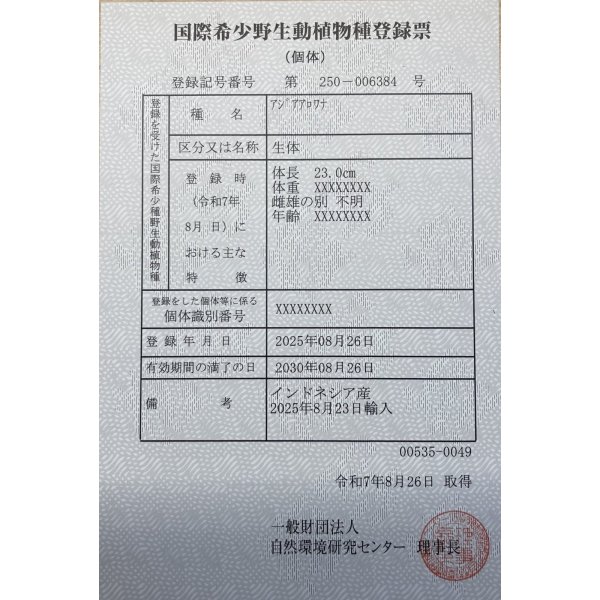 国際希少野生動植物種登録票
（個体）
登録記号番号 第 250-006384 号
登録を受けた国際希少野生動植物種
種名 アジアアロワナ
区分又は名称 生体
登録時
（令和7年
8月 日）に
おける主な
特徴
体長 23.0cm
体重 XXXXXXXX
雌雄の別 不明
年齢 XXXXXXXX
登録をした個体等に係る
個体識別番号 XXXXXXXX
登録年月日 2025年08月26日
有効期間の満了の日 2030年08月26日
備考
インドネシア産
2025年8月23日輸入
00535-0049
令和7年8月26日 取得
一般財団法人
自然環境研究センター 理事長